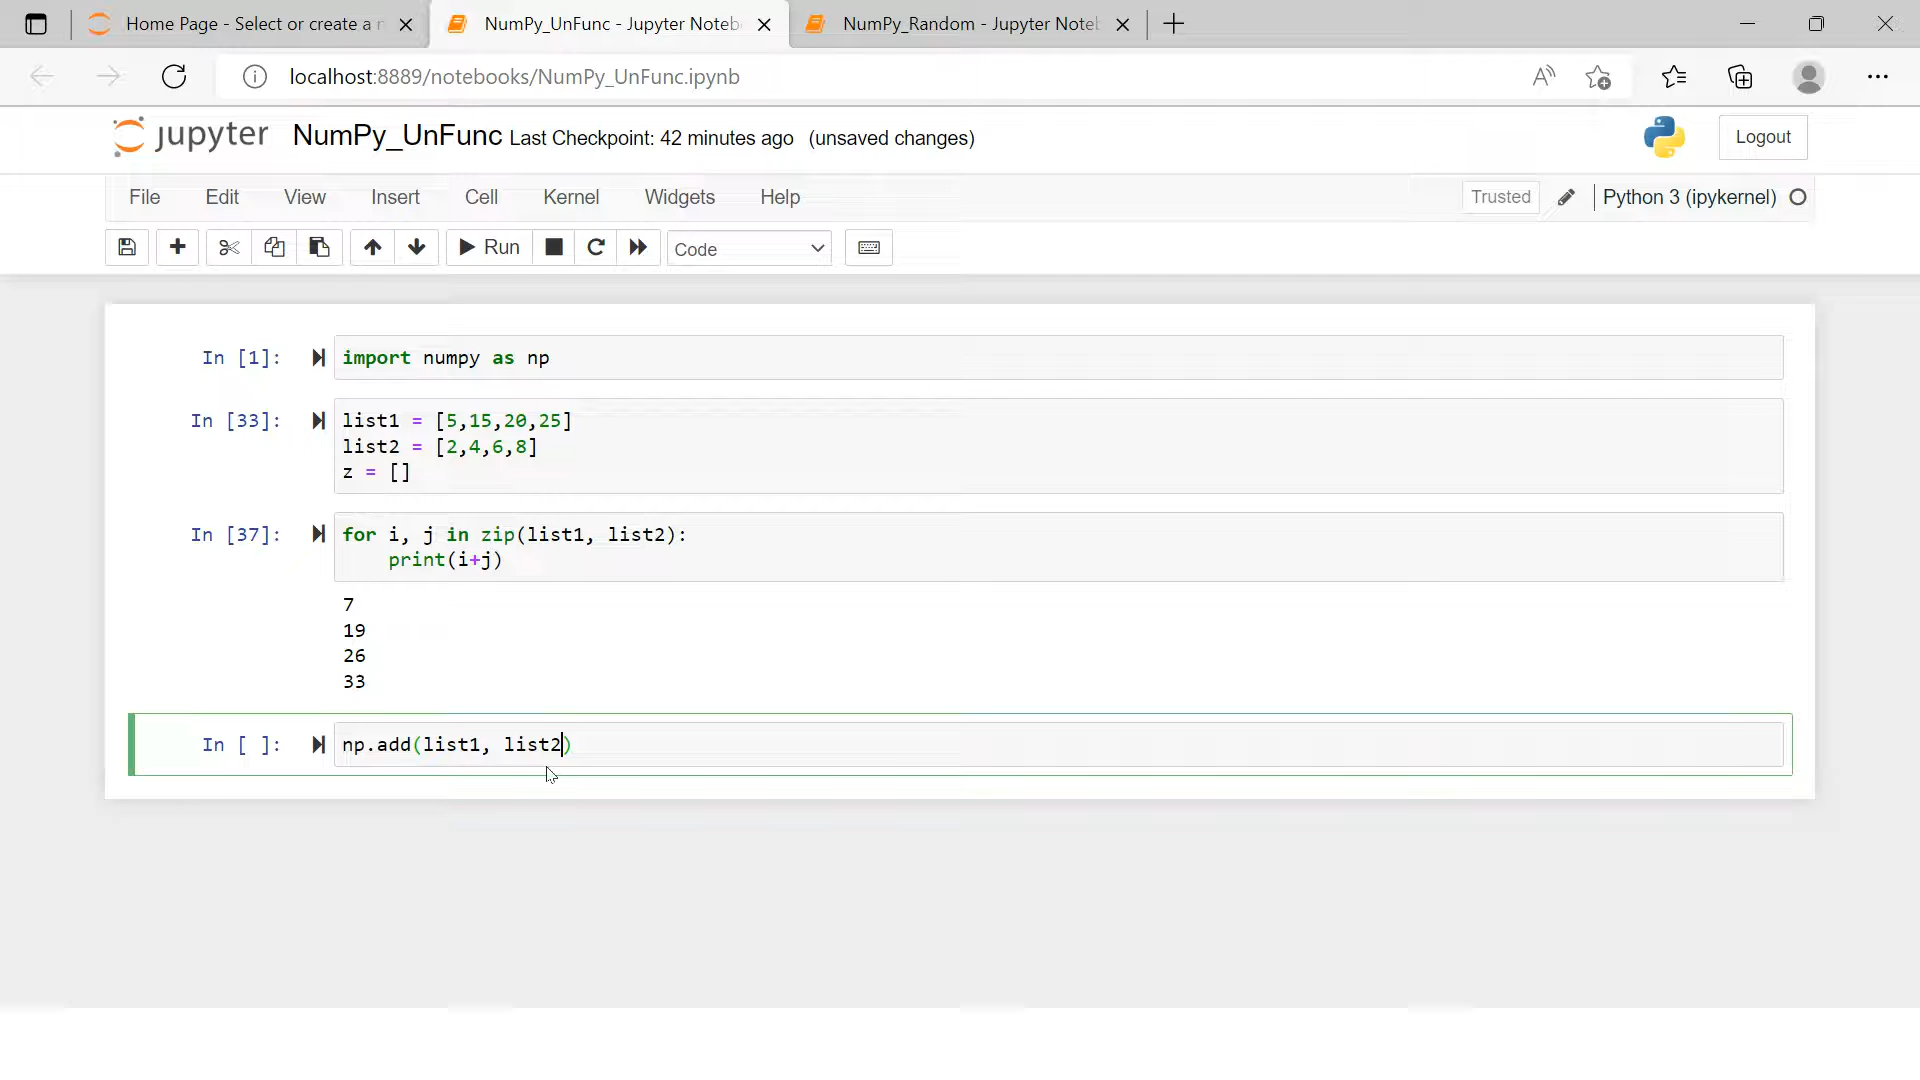 Home Page - Select or create a n
NumPy_UnFunc - Jupyter Noteb
NumPy_Random - Jupyter Note
localhost:8889/notebooks/NumPy_UnFunc.ipynb
jupyter NumPy_UnFunc Last Checkpoint: 42 minutes ago (unsaved changes)
Logout
File Edit View Insert Cell Kernel Widgets Help
Trusted
Python 3 (ipykernel)
Run
Code
In [1]: import numpy as np
In [33]: list1 = [5,15,20,25]
list2 = [2,4,6,8]
z = []
In [37]: for i, j in zip(list1, list2):
print(i+j)
7
19
26
33
In [ ]: np.add(list1, list2)